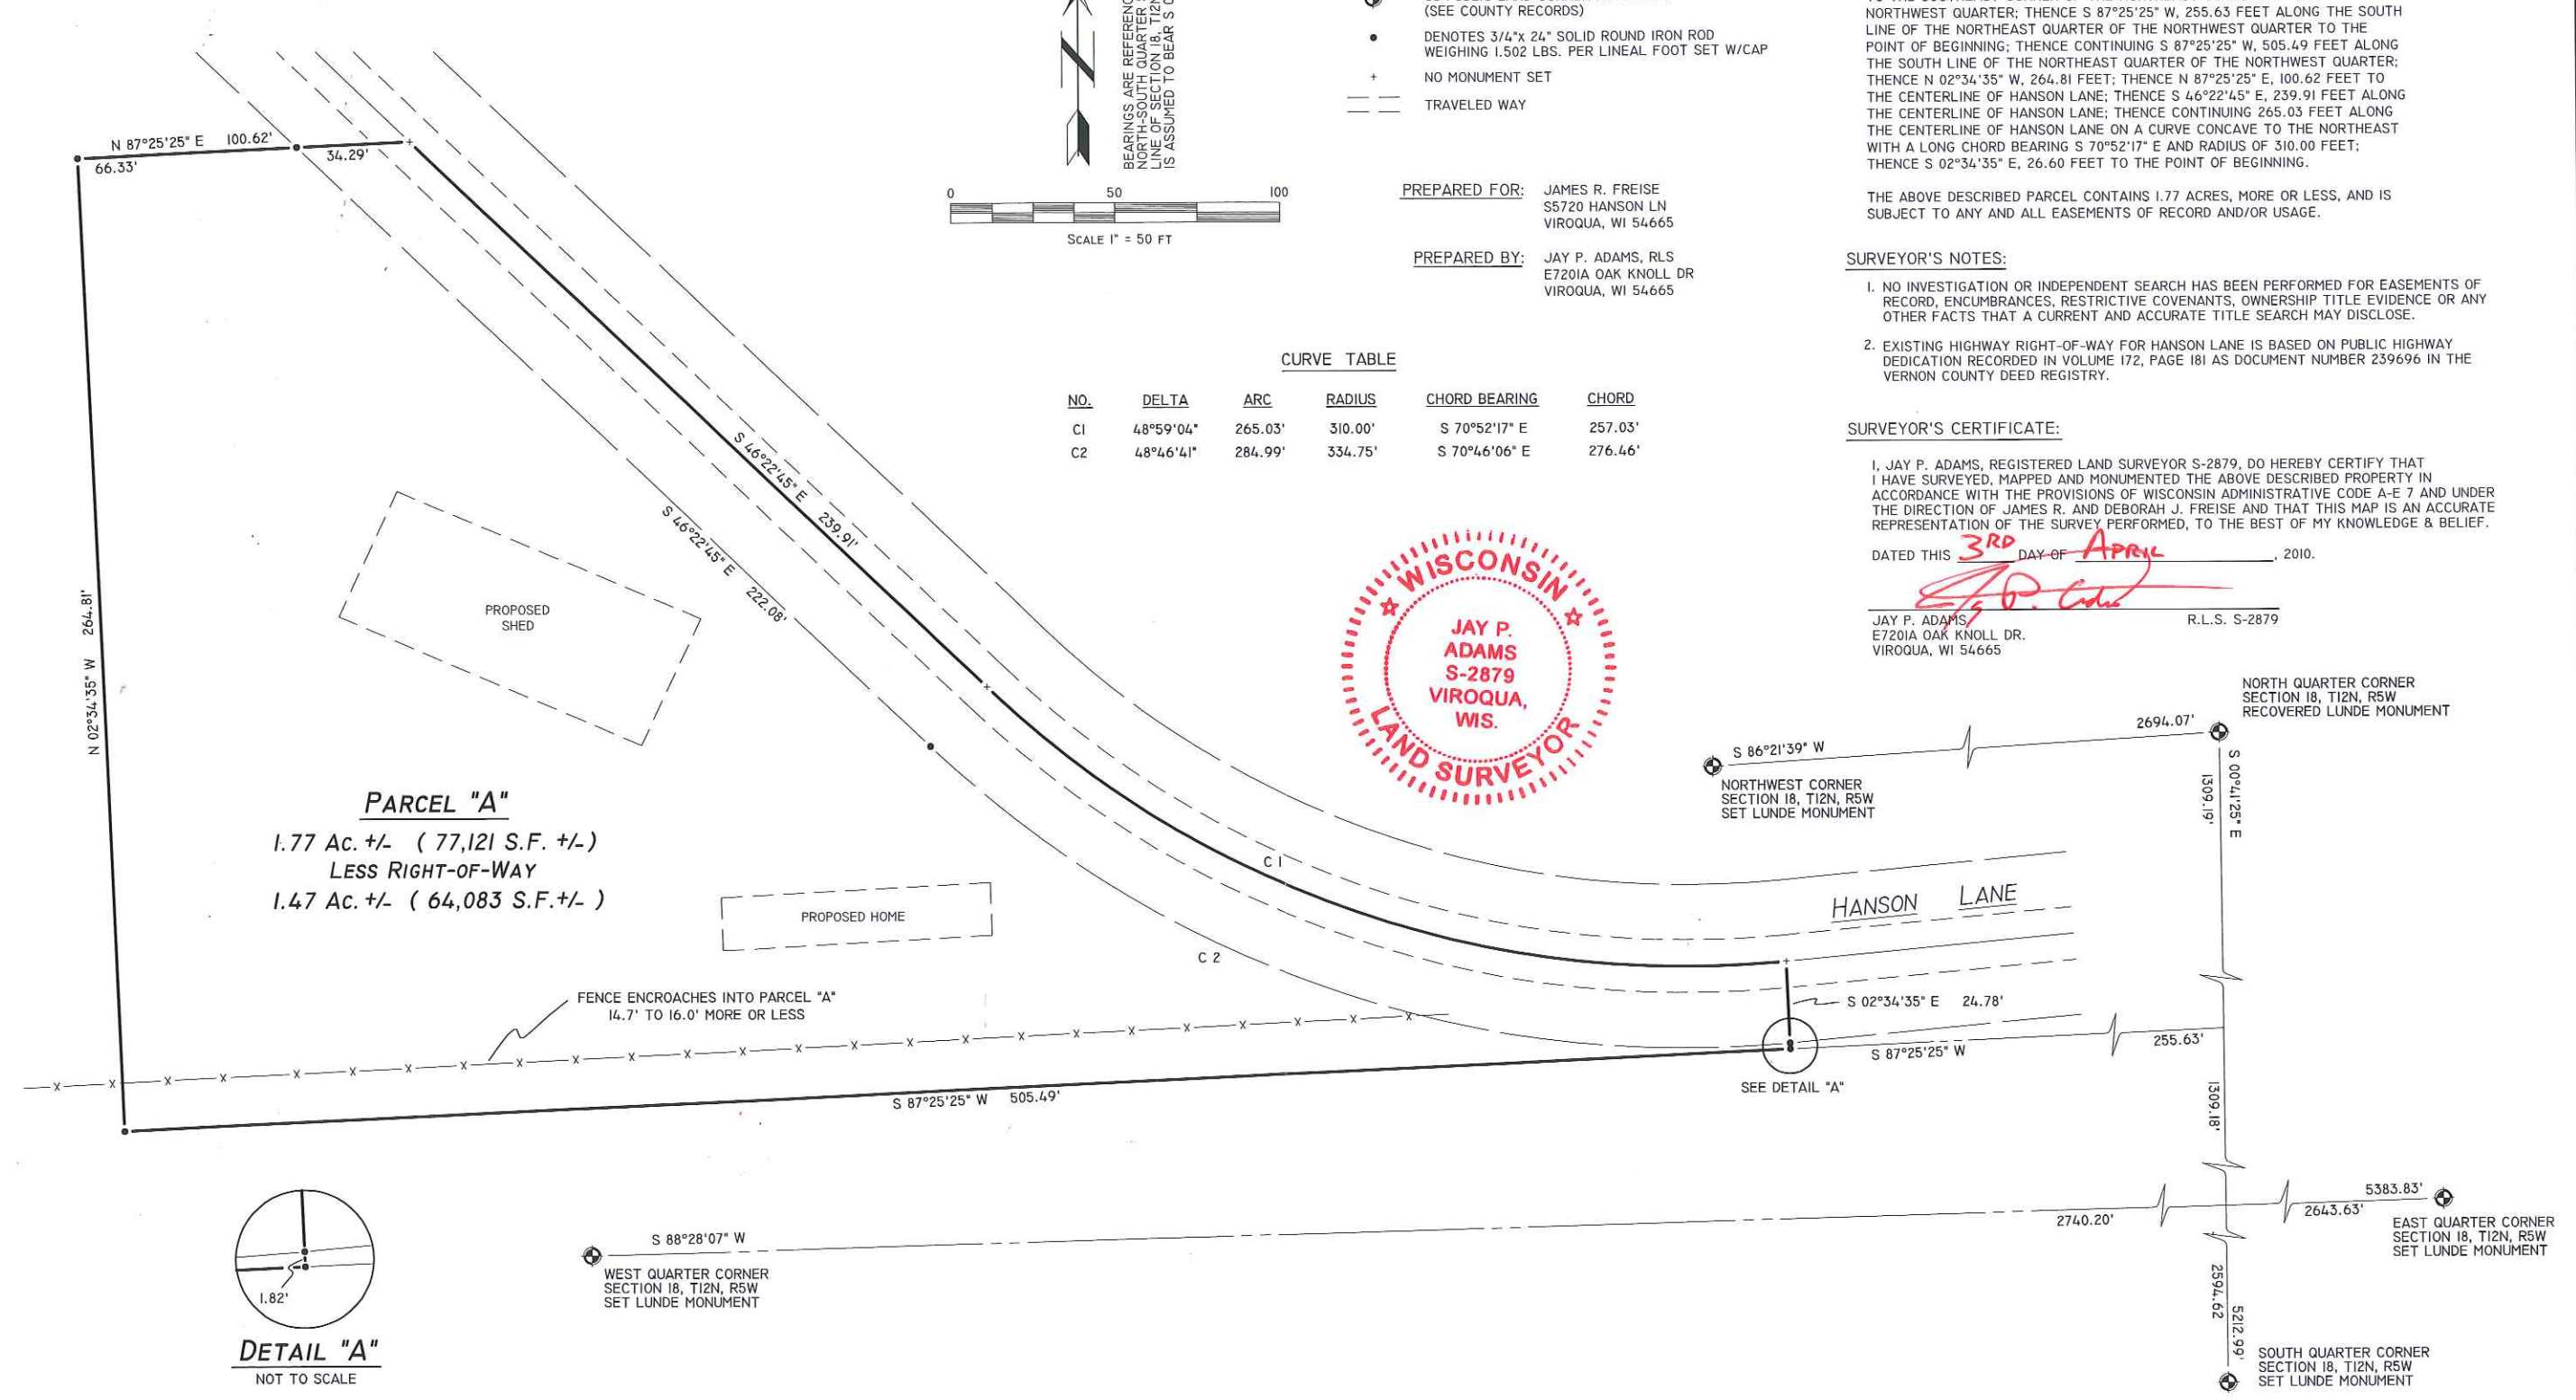 N 87°25'25" E 100.62'
66.33'
34.29'
N 02°34'35" W 264.81'
S 46°22'45" E 239.91'
S 46°22'45" E 222.08'
PROPOSED
SHED
PARCEL "A"
1.77 AC. +/- ( 77,121 S.F. +/-)
LESS RIGHT-OF-WAY
1.47 AC. +/- ( 64,083 S.F.+/- )
PROPOSED HOME
FENCE ENCROACHES INTO PARCEL "A"
14.7' TO 16.0' MORE OR LESS
S 87°25'25" W 505.49'
C 1
C 2
DETAIL "A"
NOT TO SCALE
1.82'
N
BEARINGS ARE
NORTH-SOUTH QUARTER
LINE OF SECTION 18,
IS ASSUMED TO BEAR S
0 50 100
SCALE 1" = 50 FT
(SEE COUNTY RECORDS)
DENOTES 3/4"x 24" SOLID ROUND IRON ROD
WEIGHING 1.502 LBS. PER LINEAL FOOT SET W/CAP
+ NO MONUMENT SET
TRAVELED WAY
PREPARED FOR: JAMES R. FREISE
S5720 HANSON LN
VIROQUA, WI 54665
PREPARED BY: JAY P. ADAMS, RLS
E7201A OAK KNOLL DR
VIROQUA, WI 54665
CURVE TABLE
NO. DELTA ARC RADIUS CHORD BEARING CHORD
C1 48°59'04" 265.03' 310.00' S 70°52'17" E 257.03'
C2 48°46'41" 284.99' 334.75' S 70°46'06" E 276.46'
WISCONSIN
JAY P.
ADAMS
S-2879
VIROQUA,
WIS.
LAND SURVEYOR
NORTHWEST QUARTER; THENCE S 87°25'25" W, 255.63 FEET ALONG THE SOUTH
LINE OF THE NORTHEAST QUARTER OF THE NORTHWEST QUARTER TO THE
POINT OF BEGINNING; THENCE CONTINUING S 87°25'25" W, 505.49 FEET ALONG
THE SOUTH LINE OF THE NORTHEAST QUARTER OF THE NORTHWEST QUARTER;
THENCE N 02°34'35" W, 264.81 FEET; THENCE N 87°25'25" E, 100.62 FEET TO
THE CENTERLINE OF HANSON LANE; THENCE S 46°22'45" E, 239.91 FEET ALONG
THE CENTERLINE OF HANSON LANE; THENCE CONTINUING 265.03 FEET ALONG
THE CENTERLINE OF HANSON LANE ON A CURVE CONCAVE TO THE NORTHEAST
WITH A LONG CHORD BEARING S 70°52'17" E AND RADIUS OF 310.00 FEET;
THENCE S 02°34'35" E, 26.60 FEET TO THE POINT OF BEGINNING.
THE ABOVE DESCRIBED PARCEL CONTAINS 1.77 ACRES, MORE OR LESS, AND IS
SUBJECT TO ANY AND ALL EASEMENTS OF RECORD AND/OR USAGE.
SURVEYOR'S NOTES:
1. NO INVESTIGATION OR INDEPENDENT SEARCH HAS BEEN PERFORMED FOR EASEMENTS OF
RECORD, ENCUMBRANCES, RESTRICTIVE COVENANTS, OWNERSHIP TITLE EVIDENCE OR ANY
OTHER FACTS THAT A CURRENT AND ACCURATE TITLE SEARCH MAY DISCLOSE.
2. EXISTING HIGHWAY RIGHT-OF-WAY FOR HANSON LANE IS BASED ON PUBLIC HIGHWAY
DEDICATION RECORDED IN VOLUME 172, PAGE 181 AS DOCUMENT NUMBER 239696 IN THE
VERNON COUNTY DEED REGISTRY.
SURVEYOR'S CERTIFICATE:
I, JAY P. ADAMS, REGISTERED LAND SURVEYOR S-2879, DO HEREBY CERTIFY THAT
I HAVE SURVEYED, MAPPED AND MONUMENTED THE ABOVE DESCRIBED PROPERTY IN
ACCORDANCE WITH THE PROVISIONS OF WISCONSIN ADMINISTRATIVE CODE A-E 7 AND UNDER
THE DIRECTION OF JAMES R. AND DEBORAH J. FREISE AND THAT THIS MAP IS AN ACCURATE
REPRESENTATION OF THE SURVEY PERFORMED, TO THE BEST OF MY KNOWLEDGE & BELIEF.
DATED THIS 3RD DAY OF APRIL, 2010.
JAY P. ADAMS R.L.S. S-2879
E7201A OAK KNOLL DR.
VIROQUA, WI 54665
NORTH QUARTER CORNER
SECTION 18, T12N, R5W
RECOVERED LUNDE MONUMENT
2694.07'
S 86°21'39" W
NORTHWEST CORNER
SECTION 18, T12N, R5W
SET LUNDE MONUMENT
S 00°41'25" E
1309.19'
HANSON LANE
S 02°34'35" E 24.78'
S 87°25'25" W
255.63'
SEE DETAIL "A"
1309.18'
S 88°28'07" W
WEST QUARTER CORNER
SECTION 18, T12N, R5W
SET LUNDE MONUMENT
2740.20'
5383.83'
2643.63'
EAST QUARTER CORNER
SECTION 18, T12N, R5W
SET LUNDE MONUMENT
2594.62
5212.99'
SOUTH QUARTER CORNER
SECTION 18, T12N, R5W
SET LUNDE MONUMENT